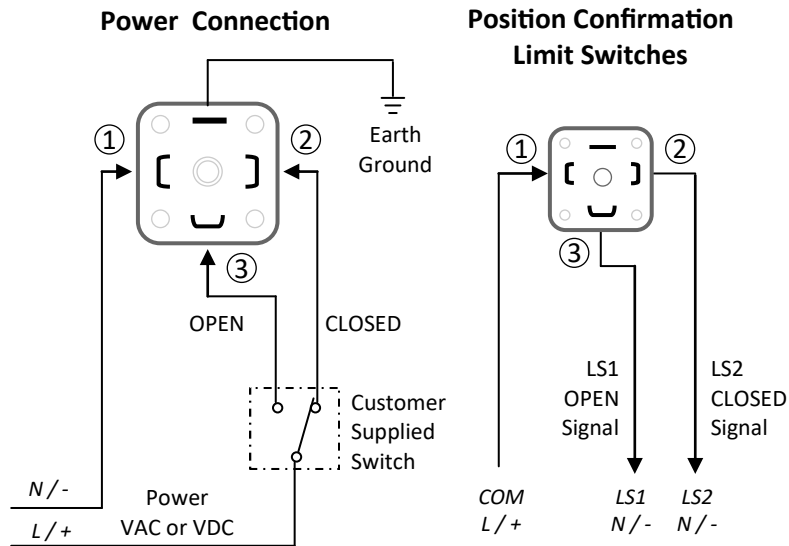 Power Connection
①
②
③
Earth
Ground
OPEN
CLOSED
Customer
Supplied
Switch
N / -
Power
VAC or VDC
L / +
Position Confirmation
Limit Switches
①
②
③
LS1
OPEN
Signal
LS2
CLOSED
Signal
COM
L / +
LS1
N / -
LS2
N / -